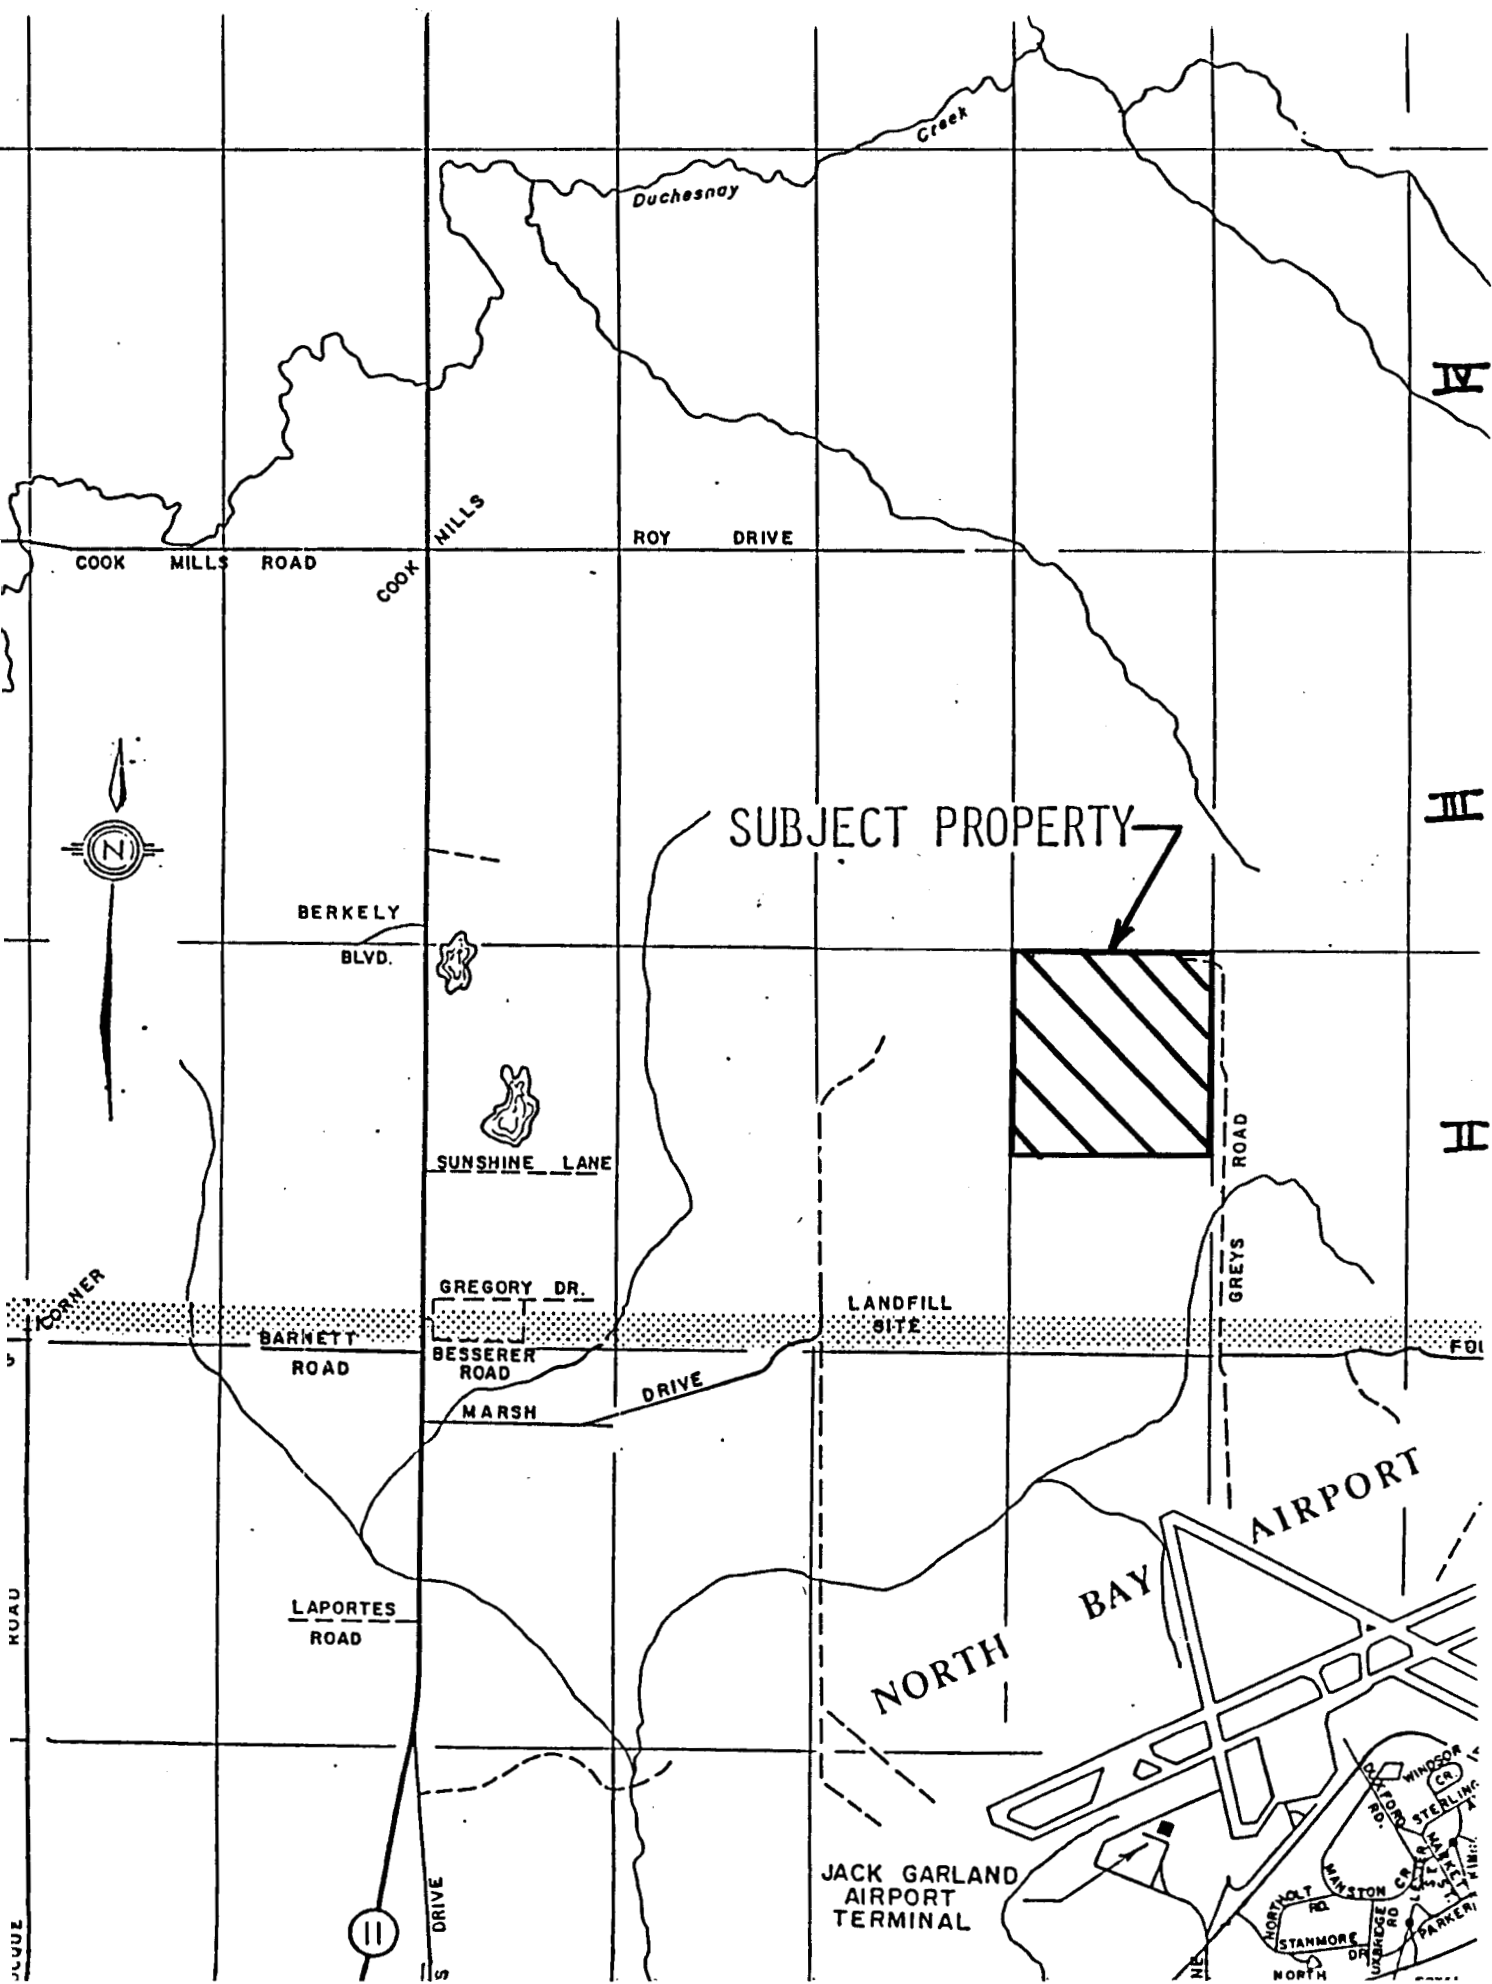 Creek
Duchesnay
IV
MILLS
ROY DRIVE
COOK MILLS ROAD
COOK
SUBJECT PROPERTY
III
N
BERKELY
BLVD.
ROAD
II
SUNSHINE LANE
GREYS
CORNER
GREGORY DR.
LANDFILL
SITE
BARNETT
ROAD
BESSERER
ROAD
DRIVE
MARSH
AIRPORT
BAY
NORTH
ROAD
LAPORTES
ROAD
WINDSOR
CR.
DUXFORD
RD.
STERLING
JACK GARLAND
AIRPORT
TERMINAL
MANSTON CR
MARKET
NORTHOLT
RD.
UXBRIDGE
RD
STANMORE
DR
NORTH
11
DRIVE
S